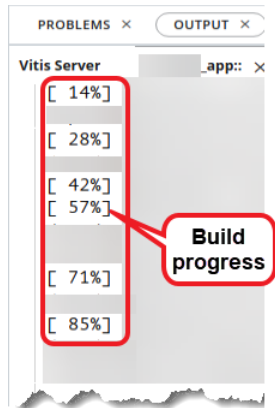 PROBLEMS × OUTPUT ×
Vitis Server _app:: ×
[ 14%]
[ 28%]
[ 42%]
[ 57%]
Build
progress
[ 71%]
[ 85%]